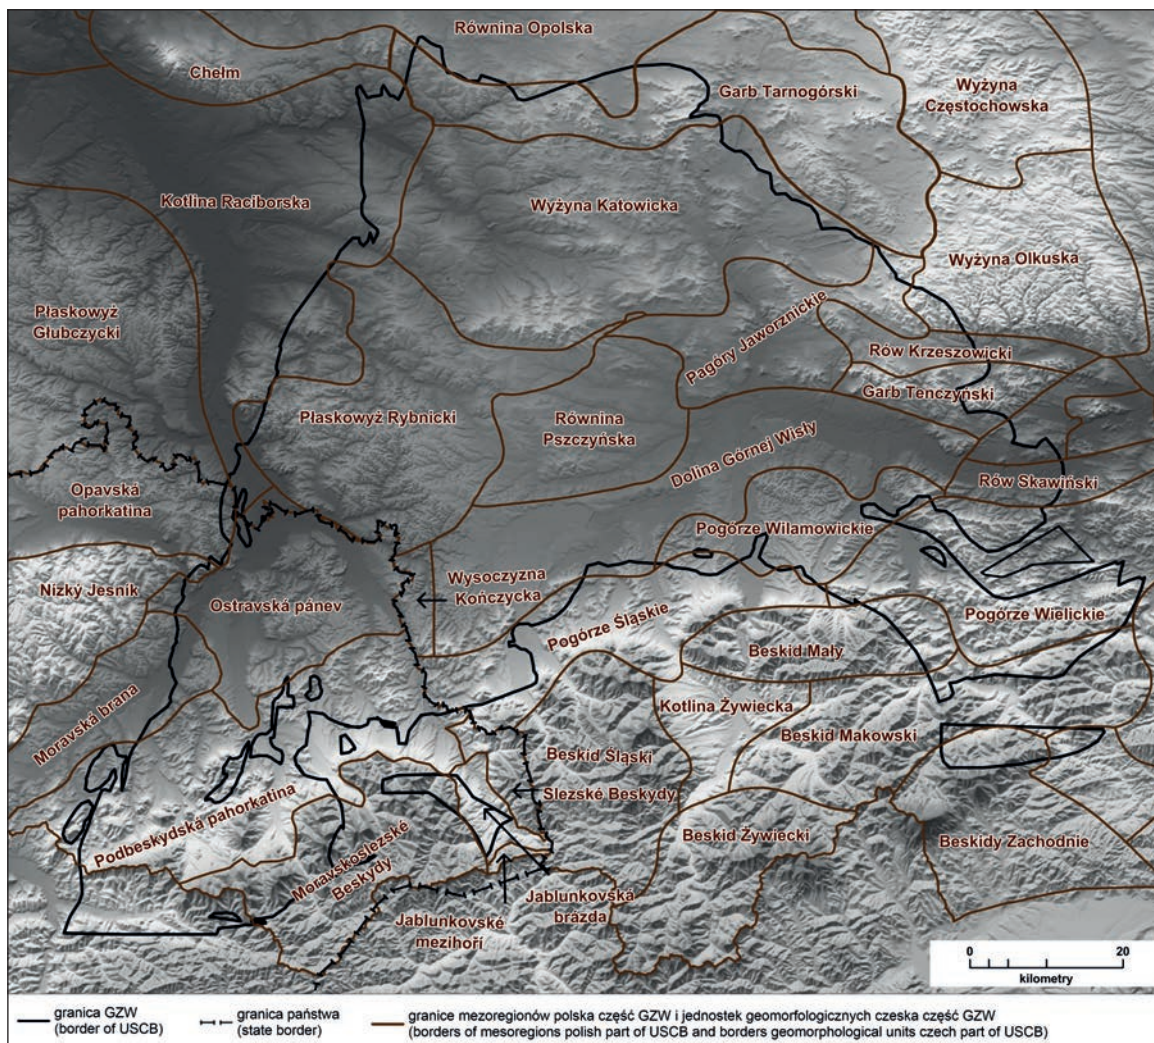 Równina Opolska
Chełm
Garb Tarnogórski
Wyżyna
Częstochowska
Kotlina Raciborska
Wyżyna Katowicka
Wyżyna Olkuska
Płaskowyż
Głubczycki
Pagóry Jaworznickie
Rów Krzeszowicki
Garb Tenczyński
Płaskowyż Rybnicki
Równina
Pszczyńska
Dolina Górnej Wisły
Rów Skawiński
Opavská
pahorkatina
Pogórze Wilamowickie
Nizký Jesník
Ostravská pánev
Wysoczyzna
Kończycka
Pogórze Śląskie
Pogórze Wielickie
Beskid Mały
Moravská brana
Kotlina Żywiecka
Beskid Makowski
Beskid Śląski
Slezské Beskydy
Podbeskydská pahorkatina
Beskid Żywiecki
Beskidy Zachodnie
Moravskoslezské
Beskydy
Jablunkovská
brázda
Jablunkovské
mezihoří
0 20
kilometry
granica GZW
(border of USCB)
granica państwa
(state border)
granice mezoregionów polska część GZW i jednostek geomorfologicznych czeska część GZW
(borders of mesoregions polish part of USCB and borders geomorphological units czech part of USCB)